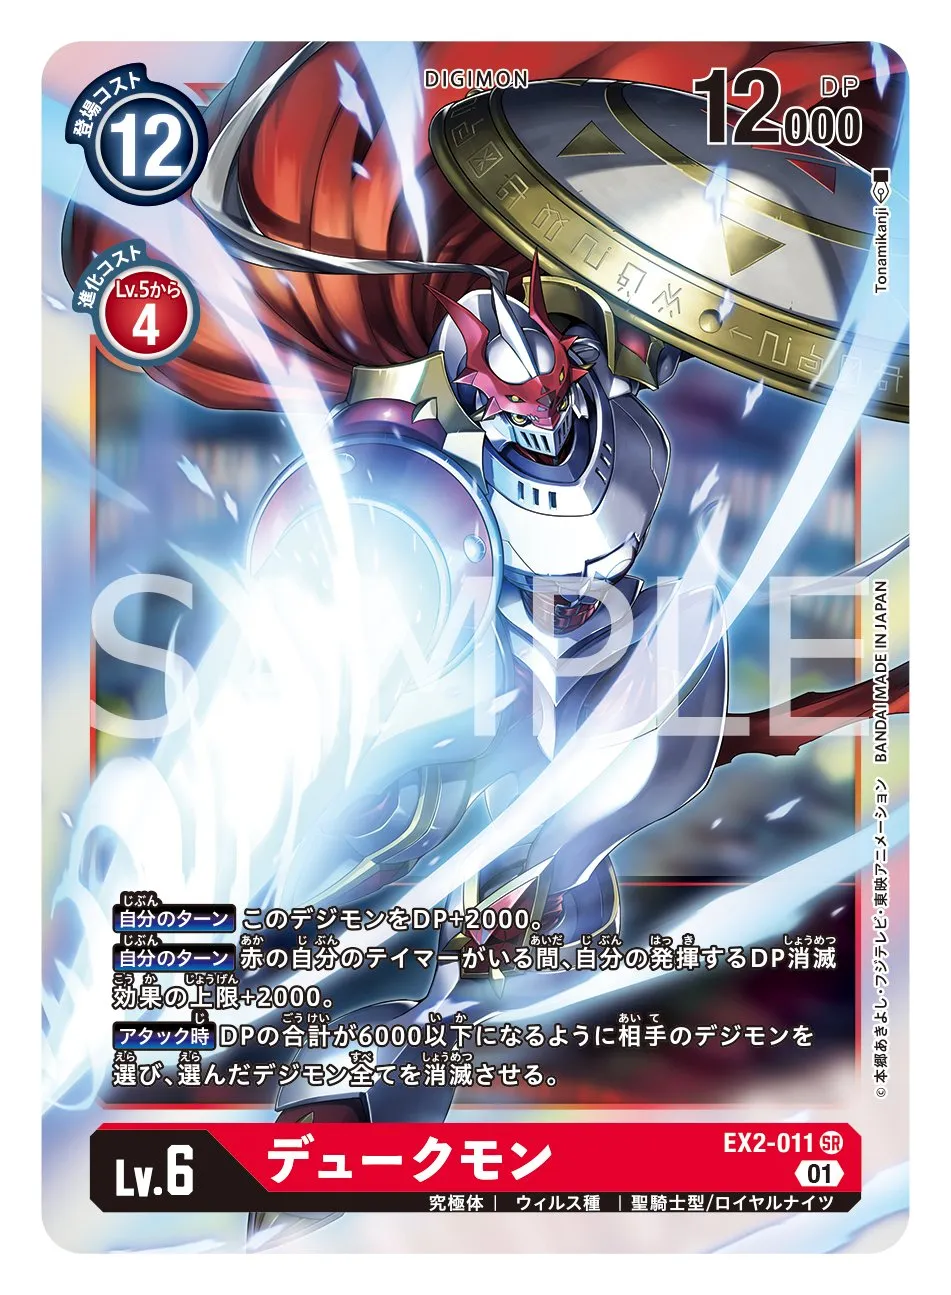 DIGIMON
登場コスト
12
12000
DP
進化コスト
Lv.5から
4
Tonamikanji
SAMPLE
BANDAI MADE IN JAPAN
© 本郷あきよし・フジテレビ・東映アニメーション
自分のターン このデジモンをDP+2000。
自分のターン 赤の自分のテイマーがいる間、自分の発揮するDP消滅
効果の上限+2000。
アタック時 DPの合計が6000以下になるように相手のデジモンを
選び、選んだデジモン全てを消滅させる。
Lv.6
デュークモン
EX2-011 SR
01
究極体 | ウィルス種 | 聖騎士型/ロイヤルナイツ